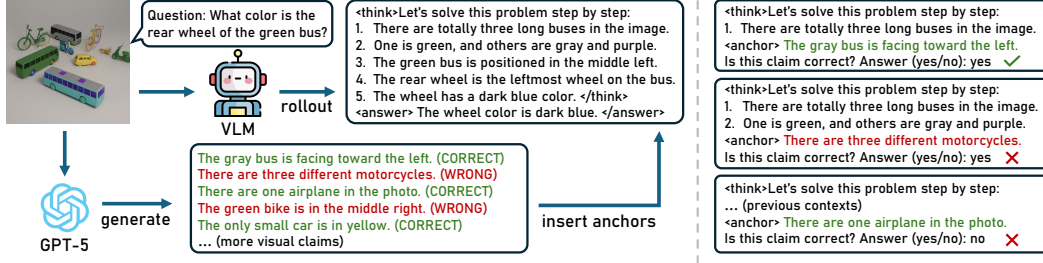 Question: What color is the
rear wheel of the green bus?
VLM
rollout
<think>Let's solve this problem step by step:
1. There are totally three long buses in the image.
2. One is green, and others are gray and purple.
3. The green bus is positioned in the middle left.
4. The rear wheel is the leftmost wheel on the bus.
5. The wheel has a dark blue color. </think>
<answer> The wheel color is dark blue. </answer>
GPT-5
generate
The gray bus is facing toward the left. (CORRECT)
There are three different motorcycles. (WRONG)
There are one airplane in the photo. (CORRECT)
The green bike is in the middle right. (WRONG)
The only small car is in yellow. (CORRECT)
... (more visual claims)
insert anchors
<think>Let's solve this problem step by step:
1. There are totally three long buses in the image.
<anchor> The gray bus is facing toward the left.
Is this claim correct? Answer (yes/no): yes
<think>Let's solve this problem step by step:
1. There are totally three long buses in the image.
2. One is green, and others are gray and purple.
<anchor> There are three different motorcycles.
Is this claim correct? Answer (yes/no): yes
<think>Let's solve this problem step by step:
... (previous contexts)
<anchor> There are one airplane in the photo.
Is this claim correct? Answer (yes/no): no